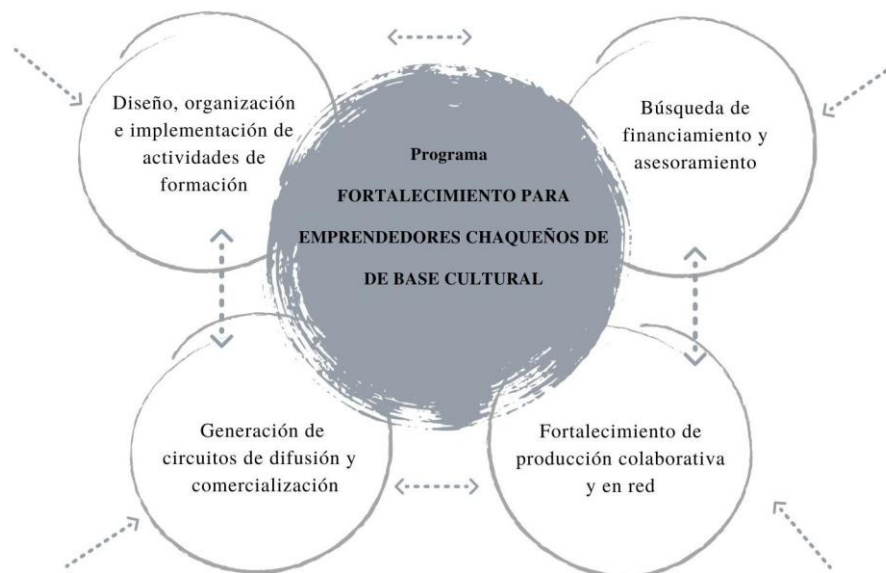 Diseño, organización
e implementación de
actividades de
formación
Búsqueda de
financiamiento y
asesoramiento
Programa
FORTALECIMIENTO PARA
EMPRENDEDORES CHAQUEÑOS DE
DE BASE CULTURAL
Generación de
circuitos de difusión y
comercialización
Fortalecimiento de
producción colaborativa
y en red